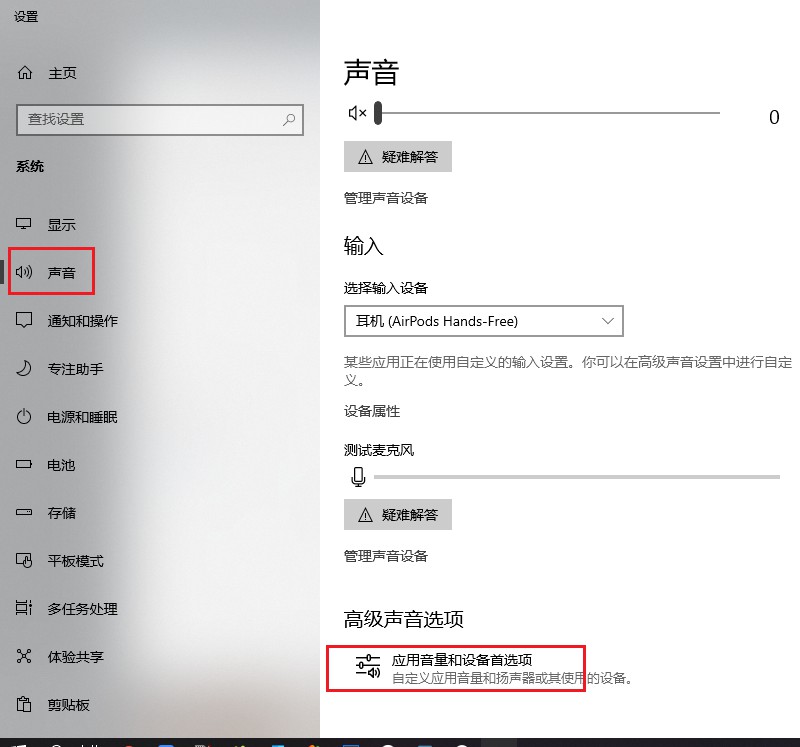 设置
主页
查找设置
系统
显示
声音
通知和操作
专注助手
电源和睡眠
电池
存储
平板模式
多任务处理
体验共享
剪贴板
声音
0
疑难解答
管理声音设备
输入
选择输入设备
耳机 (AirPods Hands-Free)
某些应用正在使用自定义的输入设置。你可以在高级声音设置中进行自定
义。
设备属性
测试麦克风
疑难解答
管理声音设备
高级声音选项
应用音量和设备首选项
自定义应用音量和扬声器或其使用的设备。